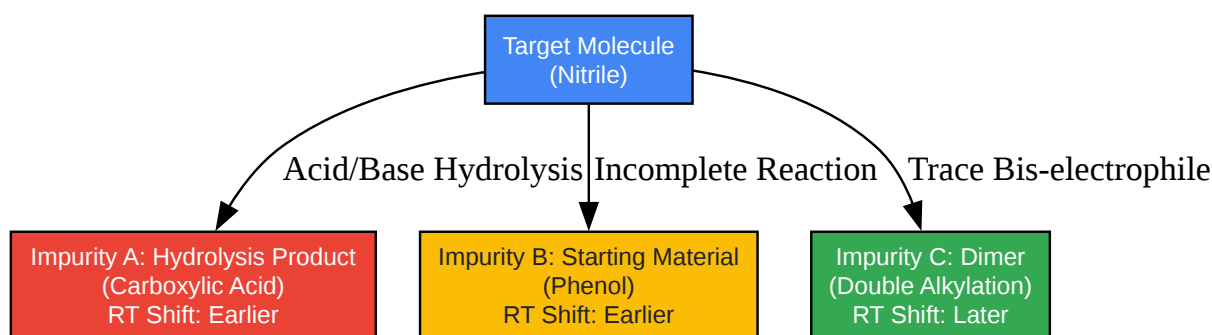 Target Molecule
(Nitrile)
Acid/Base Hydrolysis
Incomplete Reaction
Trace Bis-electrophile
Impurity A: Hydrolysis Product
(Carboxylic Acid)
RT Shift: Earlier
Impurity B: Starting Material
(Phenol)
RT Shift: Earlier
Impurity C: Dimer
(Double Alkylation)
RT Shift: Later